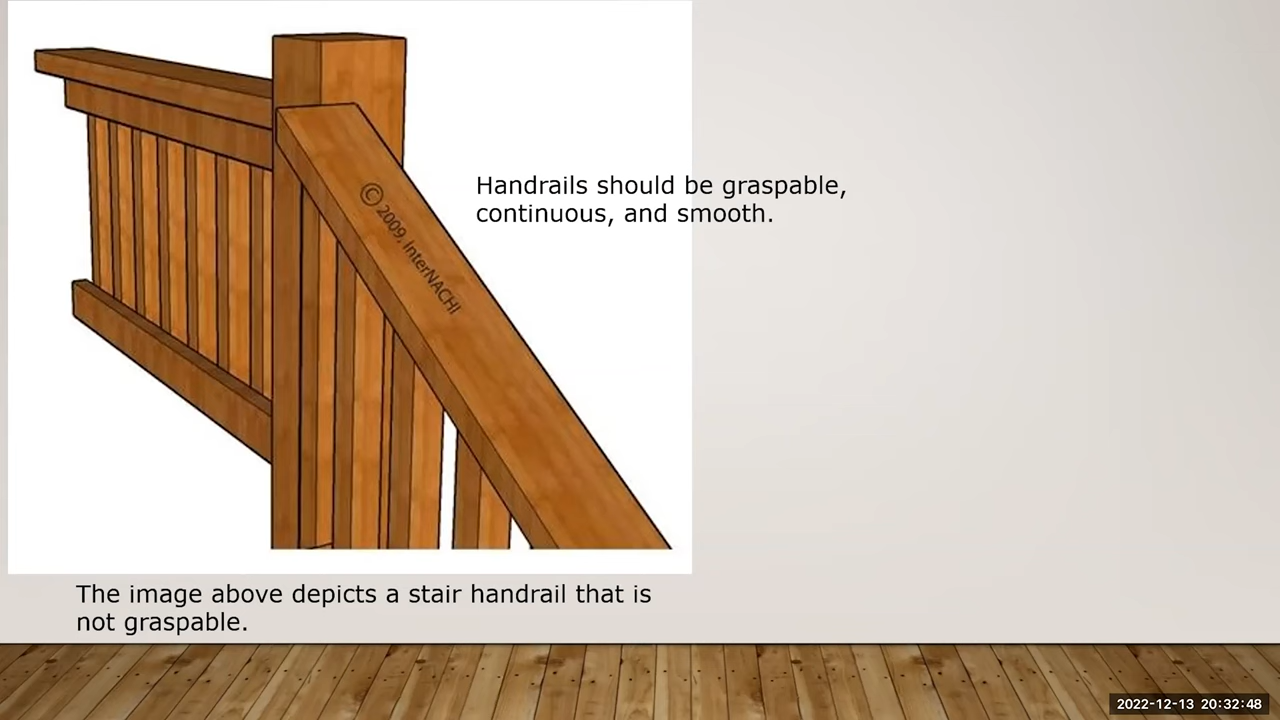 Handrails should be graspable,
continuous, and smooth.
© 2009, InterNACHI
The image above depicts a stair handrail that is
not graspable.
2022-12-13 20:32:48